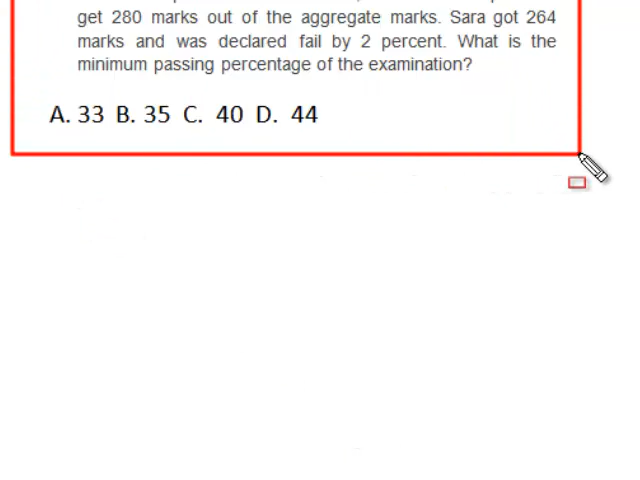 get 280 marks out of the aggregate marks. Sara got 264
marks and was declared fail by 2 percent. What is the
minimum passing percentage of the examination?
A. 33 B. 35 C. 40 D. 44